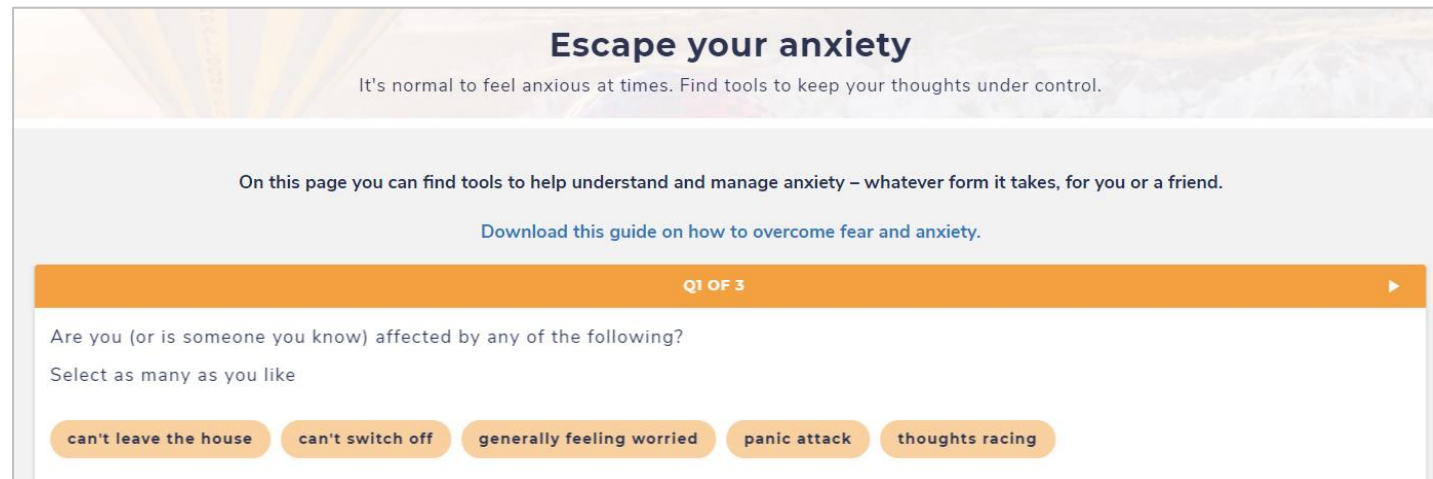 Escape your anxiety
It's normal to feel anxious at times. Find tools to keep your thoughts under control.
On this page you can find tools to help understand and manage anxiety – whatever form it takes, for you or a friend.
Download this guide on how to overcome fear and anxiety.
Q1 OF 3
Are you (or is someone you know) affected by any of the following?
Select as many as you like
can't leave the house can't switch off generally feeling worried panic attack thoughts racing